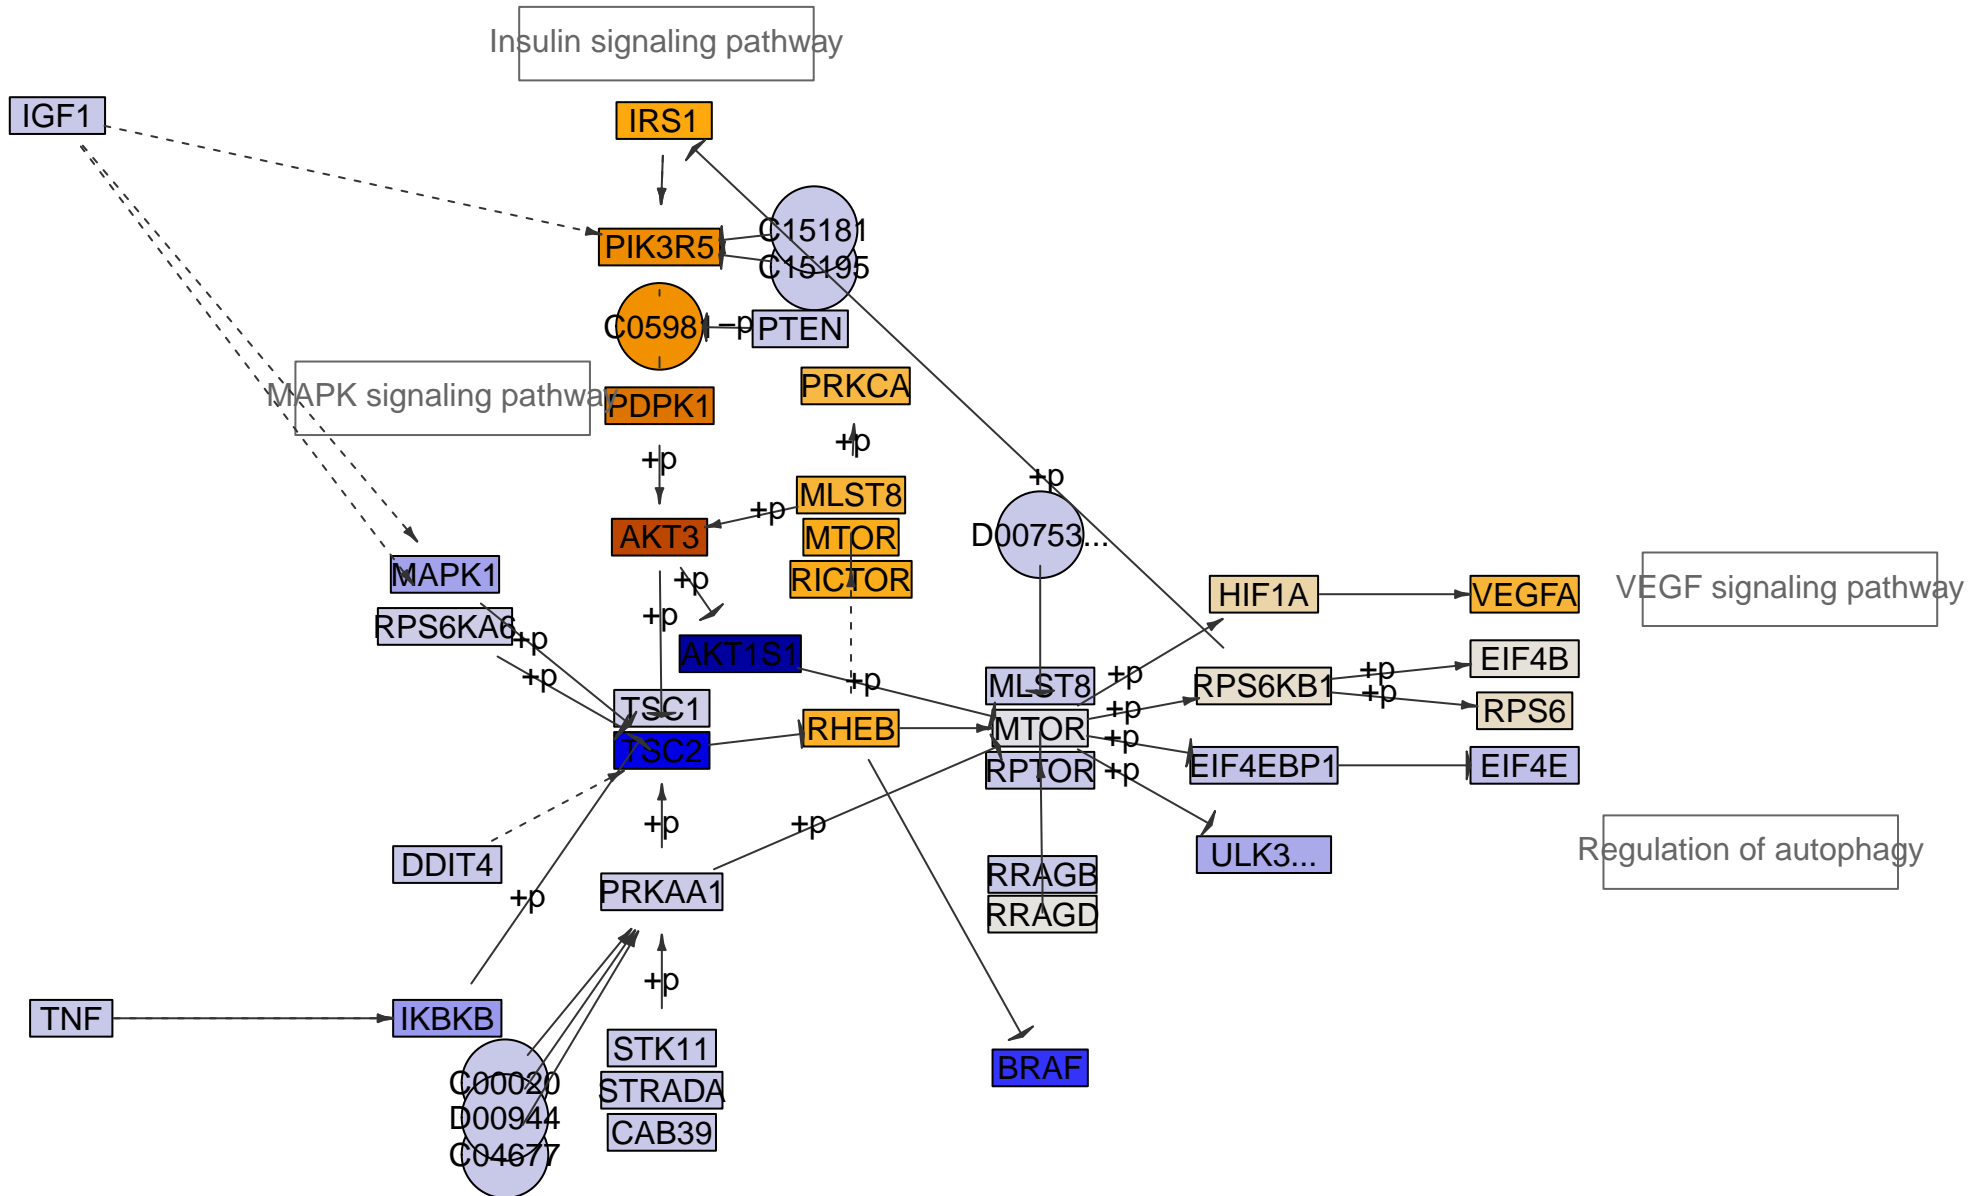 Insulin signaling pathway
IGF1
IRS1
C15181
PIK3R5
C15195
C0598
−p
PTEN
PRKCA
MAPK signaling pathway
PDPK1
+p
+p
+p
MLST8
+p
AKT3
MTOR
D00753...
MAPK1
+p
RICTOR
HIF1A
VEGFA
VEGF signaling pathway
RPS6KA6
+p
+p
AKT1S1
EIF4B
+p
+p
MLST8
+p
RPS6KB1
+p
+p
TSC1
+p
RPS6
RHEB
MTOR
+p
TSC2
RPTOR
+p
EIF4EBP1
EIF4E
+p
+p
DDIT4
ULK3...
Regulation of autophagy
RRAGB
PRKAA1
+p
RRAGD
+p
TNF
IKBKB
STK11
BRAF
C00020
STRADA
D00944
CAB39
C04677